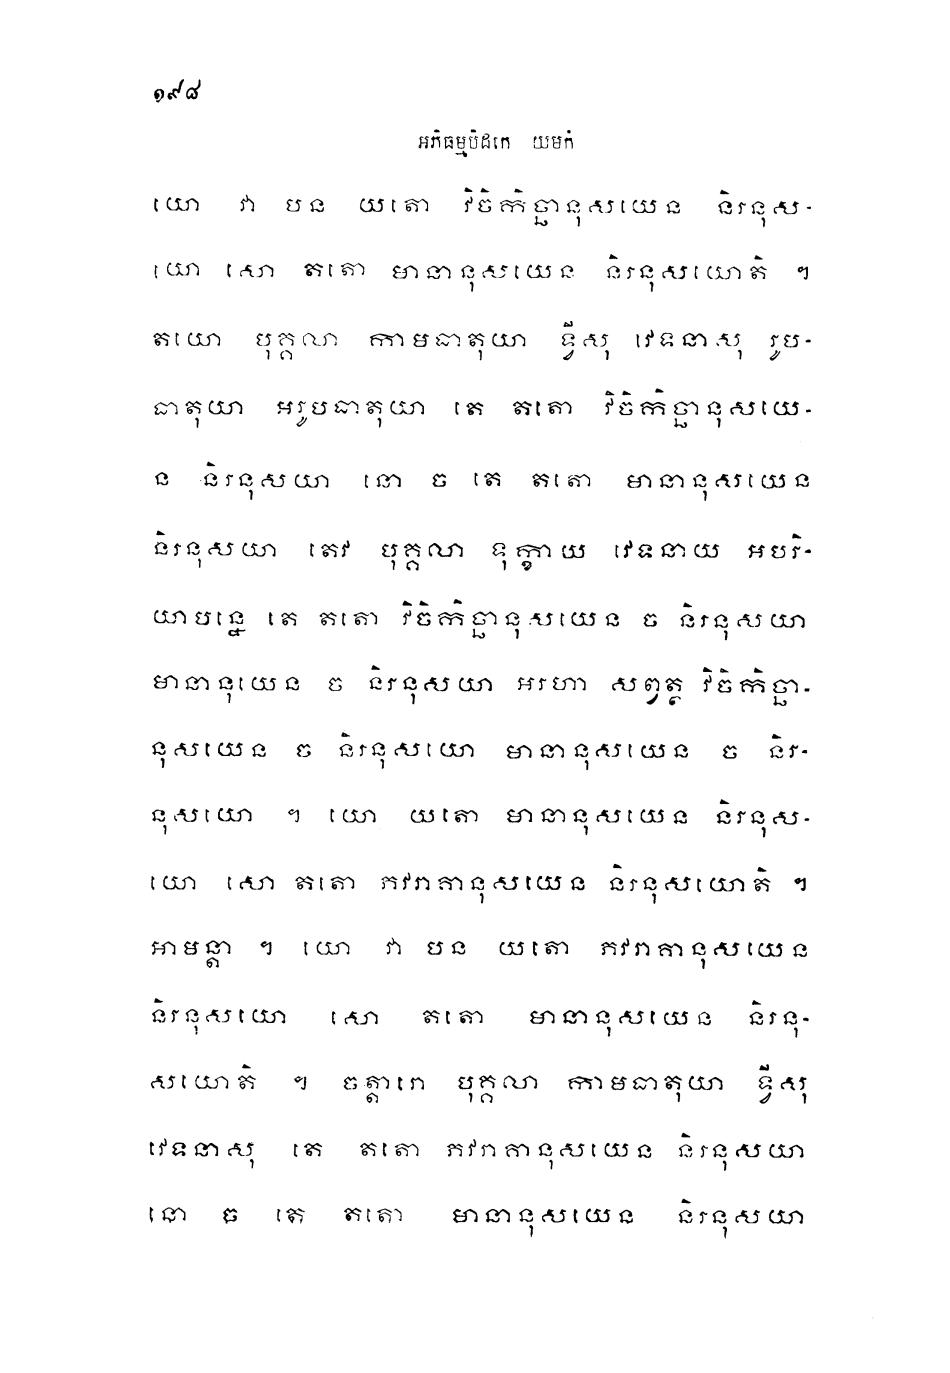 ១៩៨
អភិធម្មបិដកេ យមកំ
យោ វា បន យតោ វិចិកិច្ឆានុសយេន និរនុស-
យោ សោ តតោ មានានុសយេន និរនុសយោតិ ។
តយោ បុគ្គលា កាមធាតុយា ទ្វីសុ វេទនាសុ រូប-
ធាតុយា អរូបធាតុយា តេ តតោ វិចិកិច្ឆានុសយេ-
ន និរនុសយា នោ ច តេ តតោ មានានុសយេន
និរនុសយា តេវ បុគ្គលា ទុក្ខាយ វេទនាយ អបរិ-
យាបន្នេ តេ តតោ វិចិកិច្ឆានុសយេន ច និរនុសយា
មានានុយេន ច និរនុសយា អរហា សព្វត្ថ វិចិកិច្ឆា-
នុសយេន ច និរនុសយោ មានានុសយេន ច និរ-
នុសយោ ។ យោ យតោ មានានុសយេន និរនុស-
យោ សោ តតោ ភវរាគានុសយេន និរនុសយោតិ ។
អាមន្តា ។ យោ វា បន យតោ ភវរាគានុសយេន
និរនុសយោ សោ តតោ មានានុសយេន និរនុ-
សយោតិ ។ ចត្តារោ បុគ្គលា កាមធាតុយា ទ្វីសុ
វេទនាសុ តេ តតោ ភវរាគានុសយេន និរនុសយា
នោ ច តេ តតោ មានានុសយេន និរនុសយា